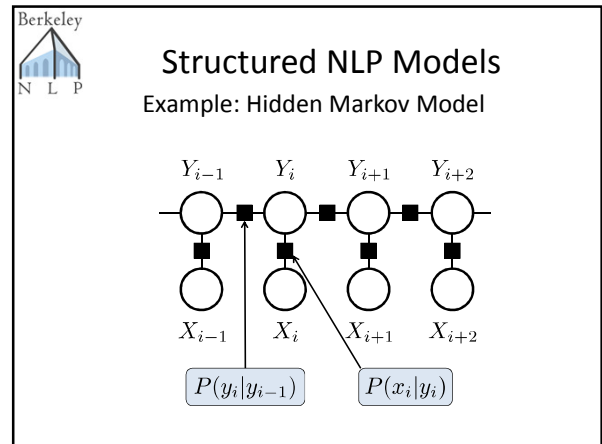 Berkeley
N L P
Structured NLP Models
Example: Hidden Markov Model
Y_{i-1} Y_i Y_{i+1} Y_{i+2}
X_{i-1} X_i X_{i+1} X_{i+2}
P(y_i|y_{i-1}) P(x_i|y_i)